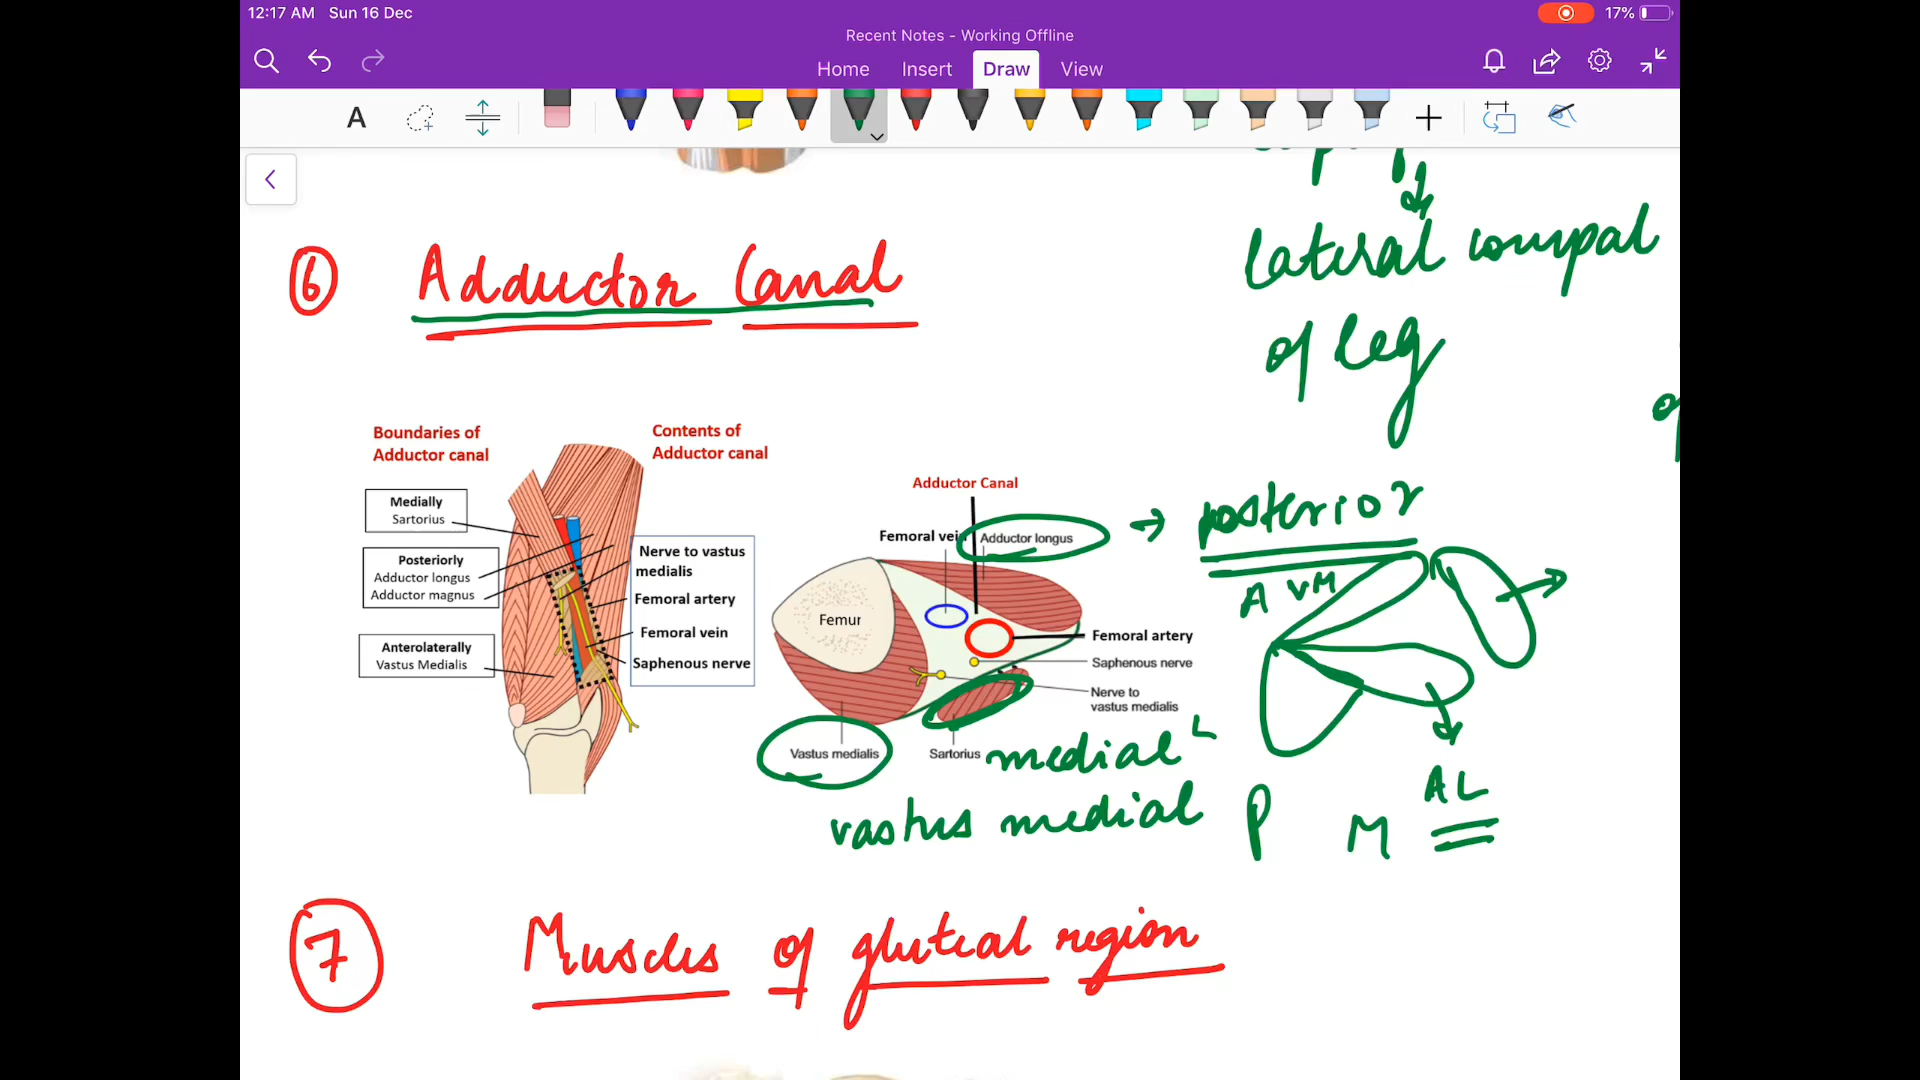 12:17 AM Sun 16 Dec
17%
Recent Notes - Working Offline
Home Insert Draw View
A
lateral compal
of leg
6 Adductor Canal
Boundaries of
Adductor canal
Medially
Sartorius
Posteriorly
Adductor longus
Adductor magnus
Anterolaterally
Vastus Medialis
Contents of
Adductor canal
Nerve to vastus
medialis
Femoral artery
Femoral vein
Saphenous nerve
Adductor Canal
Femoral vein
Adductor longus
Femur
Femoral artery
Saphenous nerve
Nerve to
vastus medialis
Vastus medialis
Sartorius
→ posterior
A VM
medial
vastus medial
P M AL
7 Muscles of gluteal region